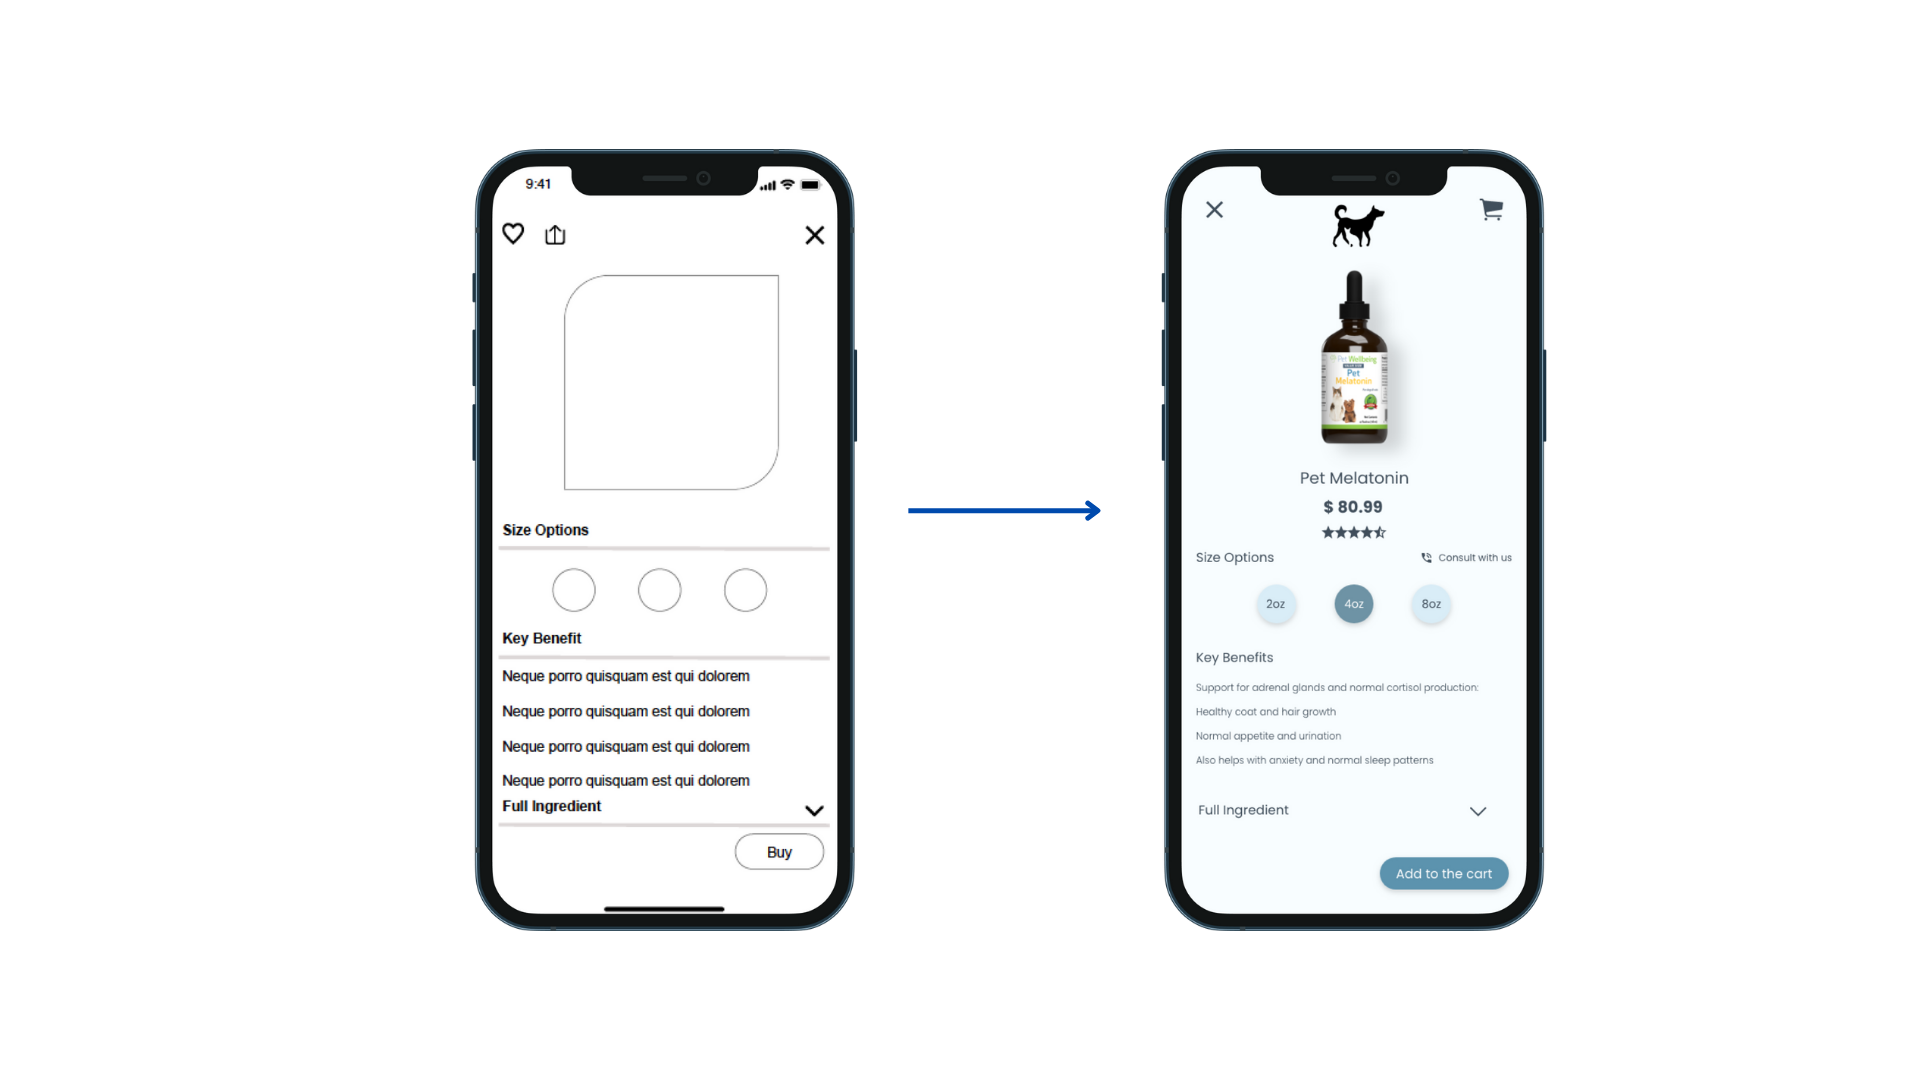 9:41
Size Options
Key Benefit
Neque porro quisquam est qui dolorem
Neque porro quisquam est qui dolorem
Neque porro quisquam est qui dolorem
Neque porro quisquam est qui dolorem
Full Ingredient
Buy
Pet Wellbeing
Pet
Melatonin
Pet Melatonin
$ 80.99
Size Options
Consult with us
2oz
4oz
8oz
Key Benefits
Support for adrenal glands and normal cortisol production:
Healthy coat and hair growth
Normal appetite and urination
Also helps with anxiety and normal sleep patterns
Full Ingredient
Add to the cart